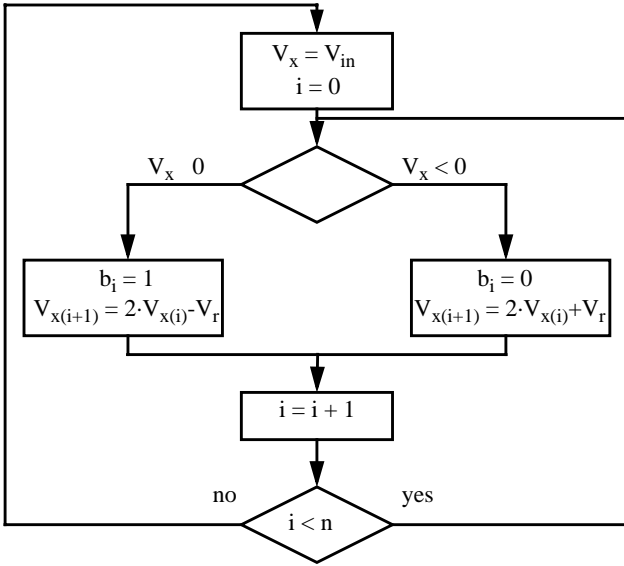 V_x = V_in
i = 0
V_x 0
V_x < 0
b_i = 1
V_x(i+1) = 2·V_x(i)-V_r
b_i = 0
V_x(i+1) = 2·V_x(i)+V_r
i = i + 1
no
yes
i < n